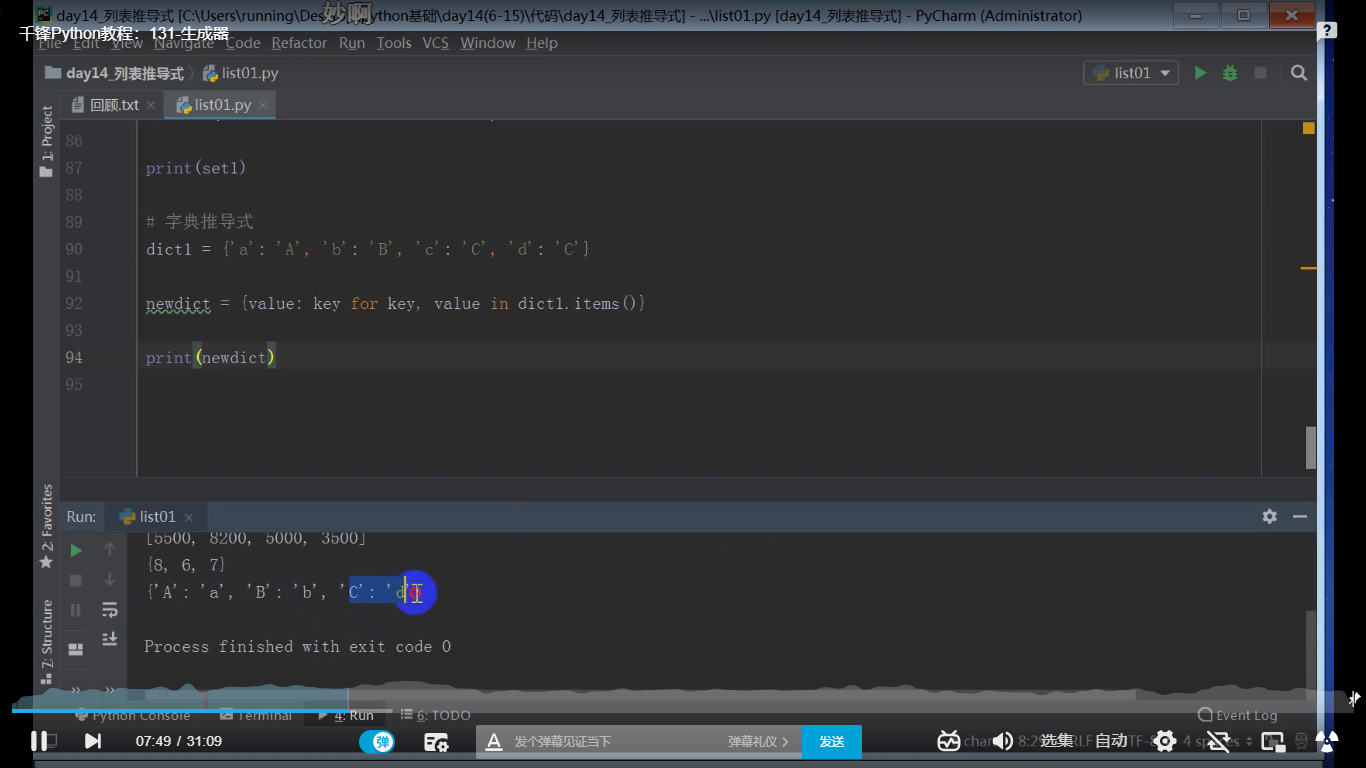 day14_列表推导式 [C:\Users\running\Des 妙啊 ython基础\day14(6-15)\代码\day14_列表推导式] - ...\list01.py [day14_列表推导式] - PyCharm (Administrator)
千锋Python教程：131-生成器
File Edit View Navigate Code Refactor Run Tools VCS Window Help
day14_列表推导式 list01.py
list01
回顾.txt list01.py
1: Project
86
87 print(set1)
88
89 # 字典推导式
90 dict1 = {'a': 'A', 'b': 'B', 'c': 'C', 'd': 'C'}
91
92 newdict = {value: key for key, value in dict1.items()}
93
94 print(newdict)
95
2: Favorites
7: Structure
Run: list01
[5500, 8200, 5000, 3500]
{8, 6, 7}
{'A': 'a', 'B': 'b', 'C': 'd'
Process finished with exit code 0
Python Console Terminal 4: Run 6: TODO Event Log
07:49 / 31:09 弹 发个弹幕见证当下 弹幕礼仪 > 发送 选集 自动